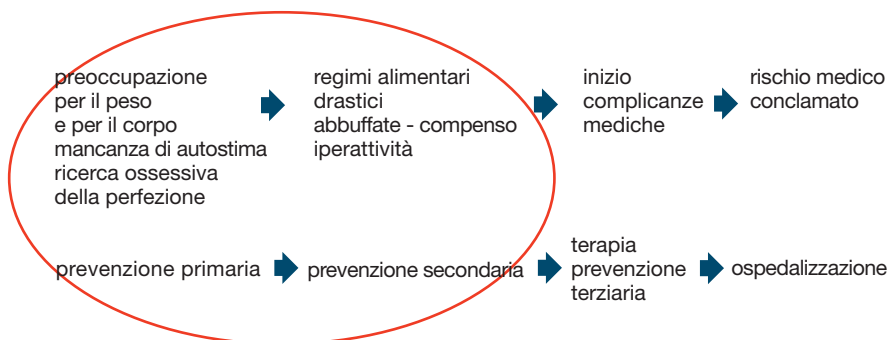 preoccupazione
per il peso
e per il corpo
mancanza di autostima
ricerca ossessiva
della perfezione
regimi alimentari
drastici
abbuffate - compenso
iperattività
inizio
complicanze
mediche
rischio medico
conclamato
prevenzione primaria
prevenzione secondaria
terapia
prevenzione
terziaria
ospedalizzazione